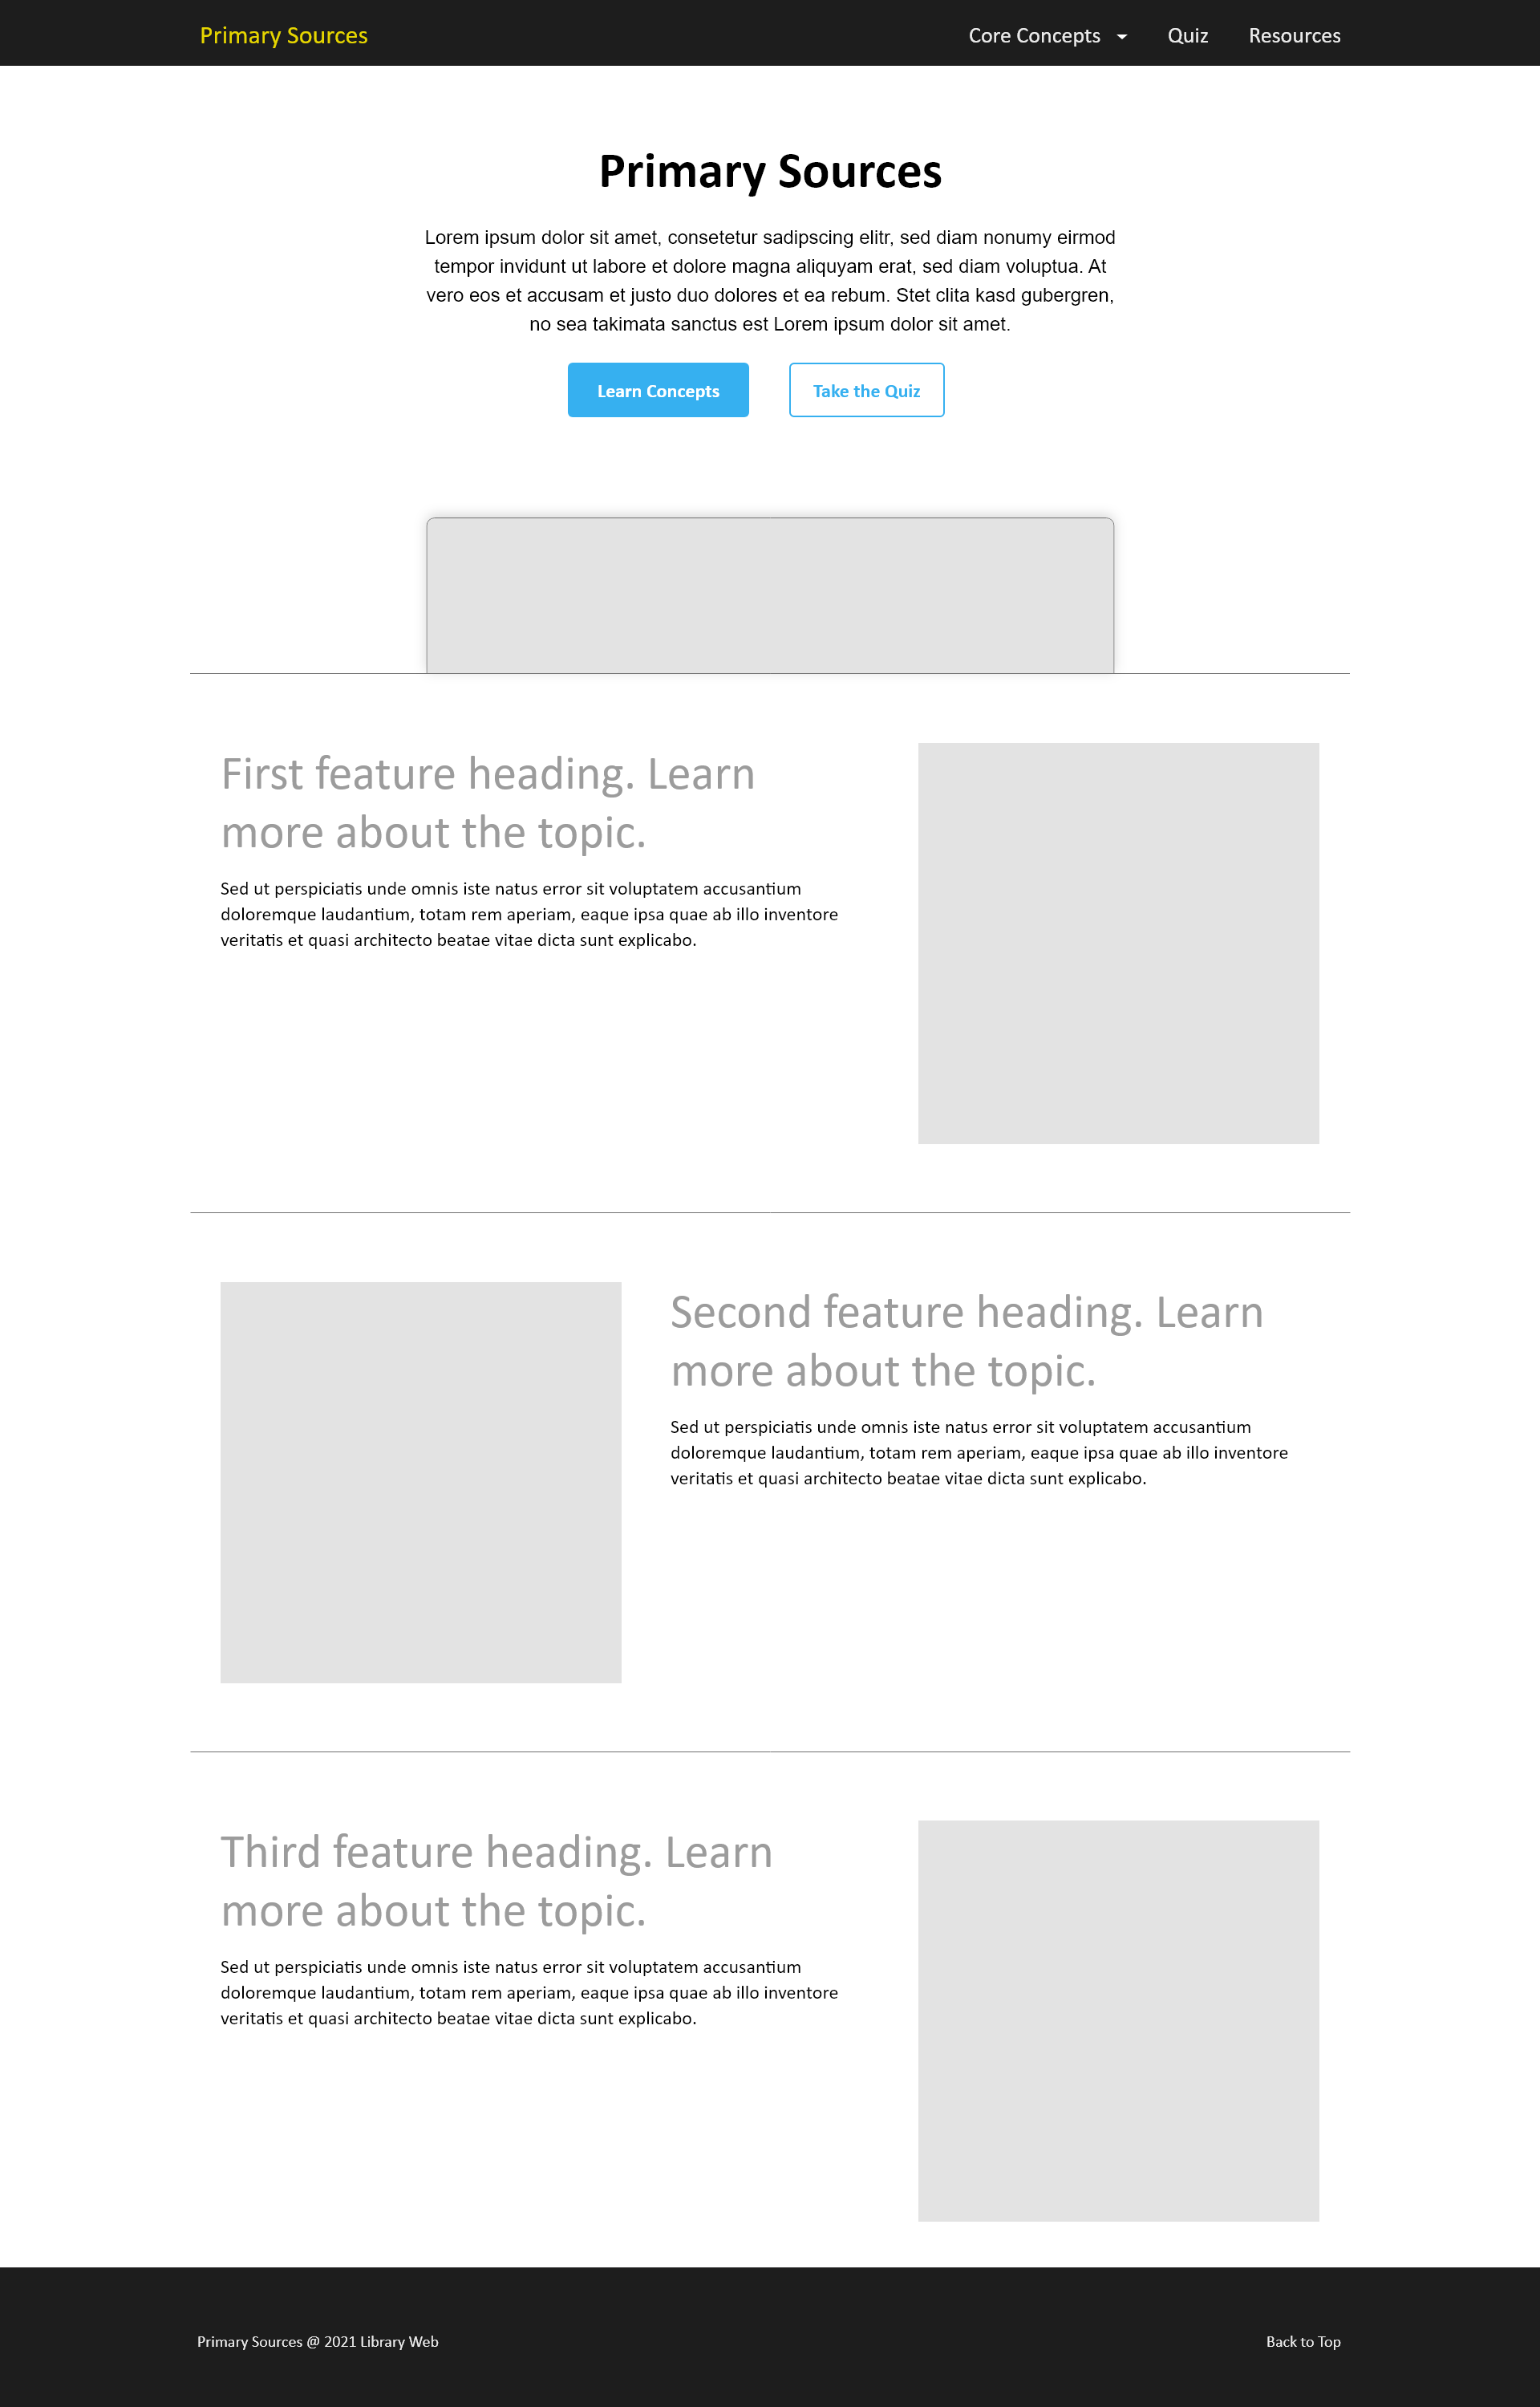 Primary Sources
Core Concepts
Quiz
Resources
Primary Sources
Lorem ipsum dolor sit amet, consetetur sadipscing elitr, sed diam nonumy eirmod
tempor invidunt ut labore et dolore magna aliquyam erat, sed diam voluptua. At
vero eos et accusam et justo duo dolores et ea rebum. Stet clita kasd gubergren,
no sea takimata sanctus est Lorem ipsum dolor sit amet.
Learn Concepts
Take the Quiz
First feature heading. Learn
more about the topic.
Sed ut perspiciatis unde omnis iste natus error sit voluptatem accusantium
doloremque laudantium, totam rem aperiam, eaque ipsa quae ab illo inventore
veritatis et quasi architecto beatae vitae dicta sunt explicabo.
Second feature heading. Learn
more about the topic.
Sed ut perspiciatis unde omnis iste natus error sit voluptatem accusantium
doloremque laudantium, totam rem aperiam, eaque ipsa quae ab illo inventore
veritatis et quasi architecto beatae vitae dicta sunt explicabo.
Third feature heading. Learn
more about the topic.
Sed ut perspiciatis unde omnis iste natus error sit voluptatem accusantium
doloremque laudantium, totam rem aperiam, eaque ipsa quae ab illo inventore
veritatis et quasi architecto beatae vitae dicta sunt explicabo.
Primary Sources @ 2021 Library Web
Back to Top